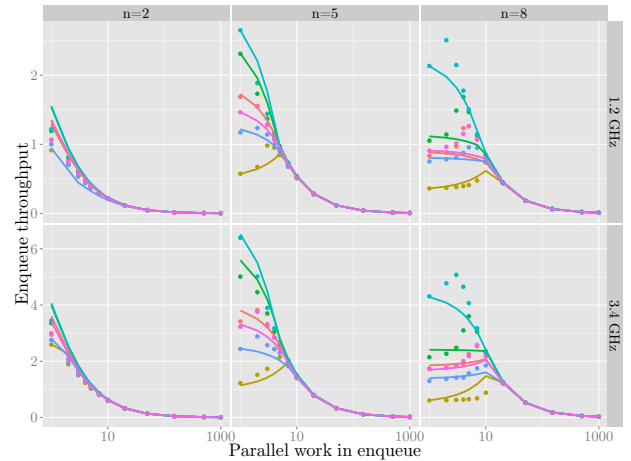 n=2 n=5 n=8
2
1
0
1.2 GHz
Enqueue throughput
6
4
2
0
3.4 GHz
10 1000 10 1000 10 1000
Parallel work in enqueue